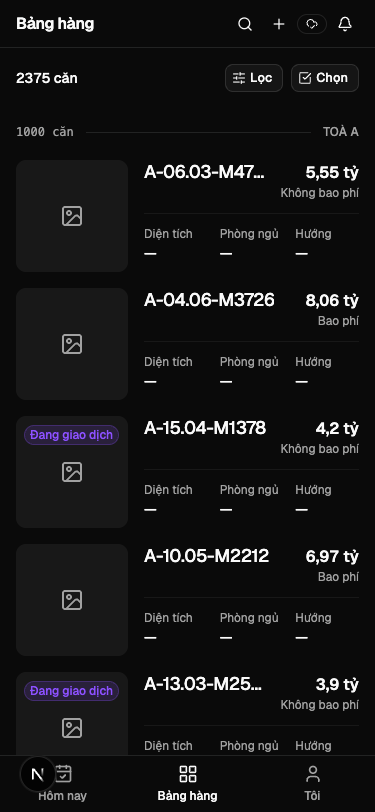 Bảng hàng
2375 căn
Lọc
Chọn
1000 căn
TOÀ A
A-06.03-M47...
5,55 tỷ
Không bao phí
Diện tích Phòng ngủ Hướng
— — —
A-04.06-M3726
8,06 tỷ
Bao phí
Diện tích Phòng ngủ Hướng
— — —
Đang giao dịch
A-15.04-M1378
4,2 tỷ
Không bao phí
Diện tích Phòng ngủ Hướng
— — —
A-10.05-M2212
6,97 tỷ
Bao phí
Diện tích Phòng ngủ Hướng
— — —
Đang giao dịch
A-13.03-M25...
3,9 tỷ
Không bao phí
Diện tích Phòng ngủ Hướng
N
Hôm nay
Bảng hàng
Tôi